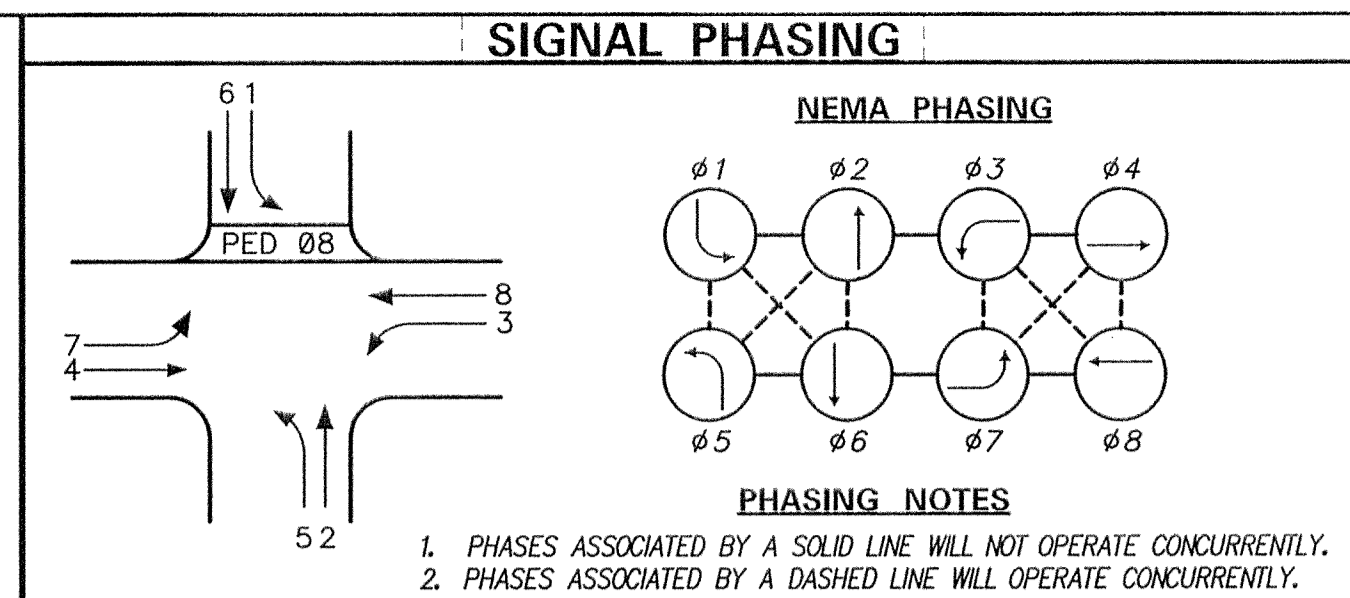 SIGNAL PHASING
6 1
PED Ø8
8
3
7
4
5 2
NEMA PHASING
ø1 ø2 ø3 ø4
ø5 ø6 ø7 ø8
PHASING NOTES
1. PHASES ASSOCIATED BY A SOLID LINE WILL NOT OPERATE CONCURRENTLY.
2. PHASES ASSOCIATED BY A DASHED LINE WILL OPERATE CONCURRENTLY.